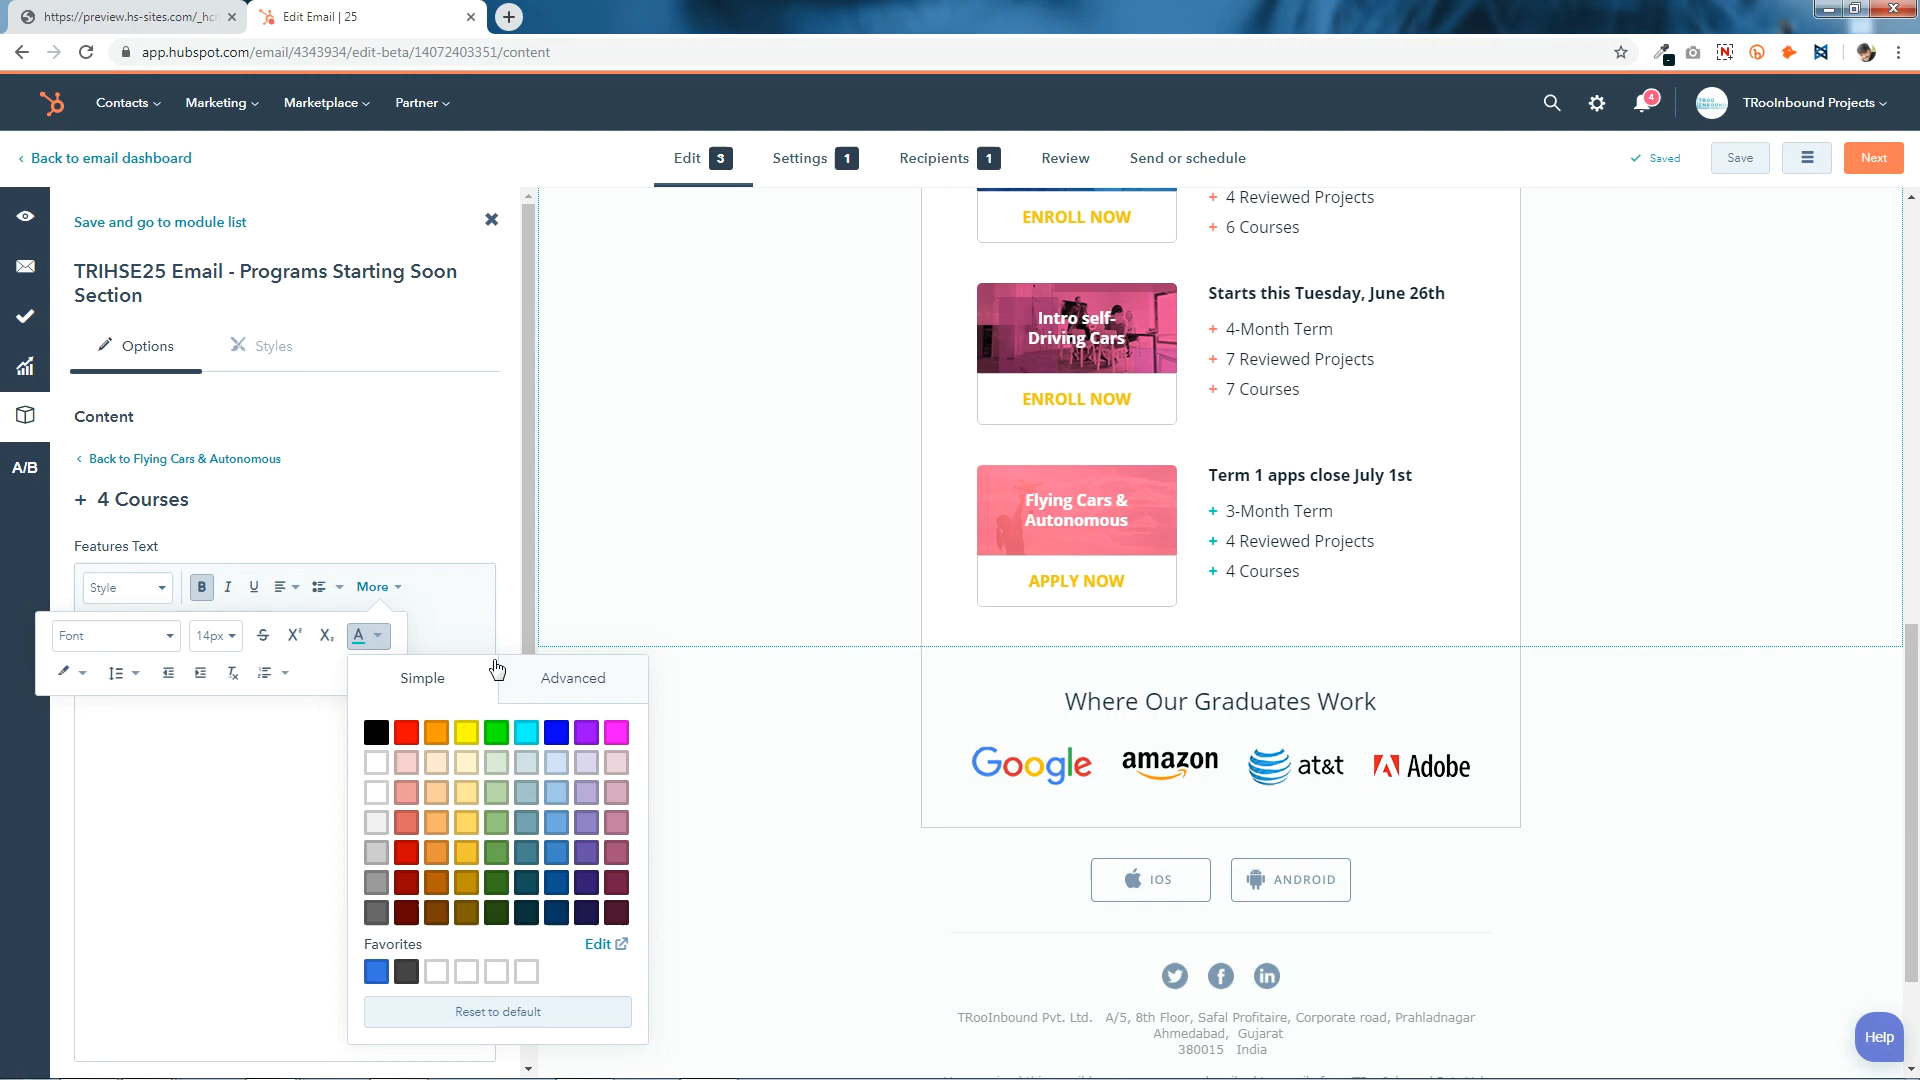 https://preview.hs-sites.com/_hcm
Edit Email | 25
app.hubspot.com/email/4343934/edit-beta/14072403351/content
Contacts
Marketing
Marketplace
Partner
4
TRooInbound Projects
Back to email dashboard
Edit 3
Settings 1
Recipients 1
Review
Send or schedule
Saved
Save
Next
Save and go to module list
TRIHSE25 Email - Programs Starting Soon
Section
Options
Styles
Content
A/B
Back to Flying Cars & Autonomous
+ 4 Courses
Features Text
Style
B I U
More
Font
14px
S X² X₂ A
Simple
Advanced
Favorites
Edit
Reset to default
ENROLL NOW
+ 4 Reviewed Projects
+ 6 Courses
Intro self-
Driving Cars
ENROLL NOW
Starts this Tuesday, June 26th
+ 4-Month Term
+ 7 Reviewed Projects
+ 7 Courses
Flying Cars &
Autonomous
APPLY NOW
Term 1 apps close July 1st
+ 3-Month Term
+ 4 Reviewed Projects
+ 4 Courses
Where Our Graduates Work
Google
amazon
at&t
Adobe
IOS
ANDROID
TRooInbound Pvt. Ltd. A/5, 8th Floor, Safal Profitaire, Corporate road, Prahladnagar
Ahmedabad, Gujarat
380015 India
Help